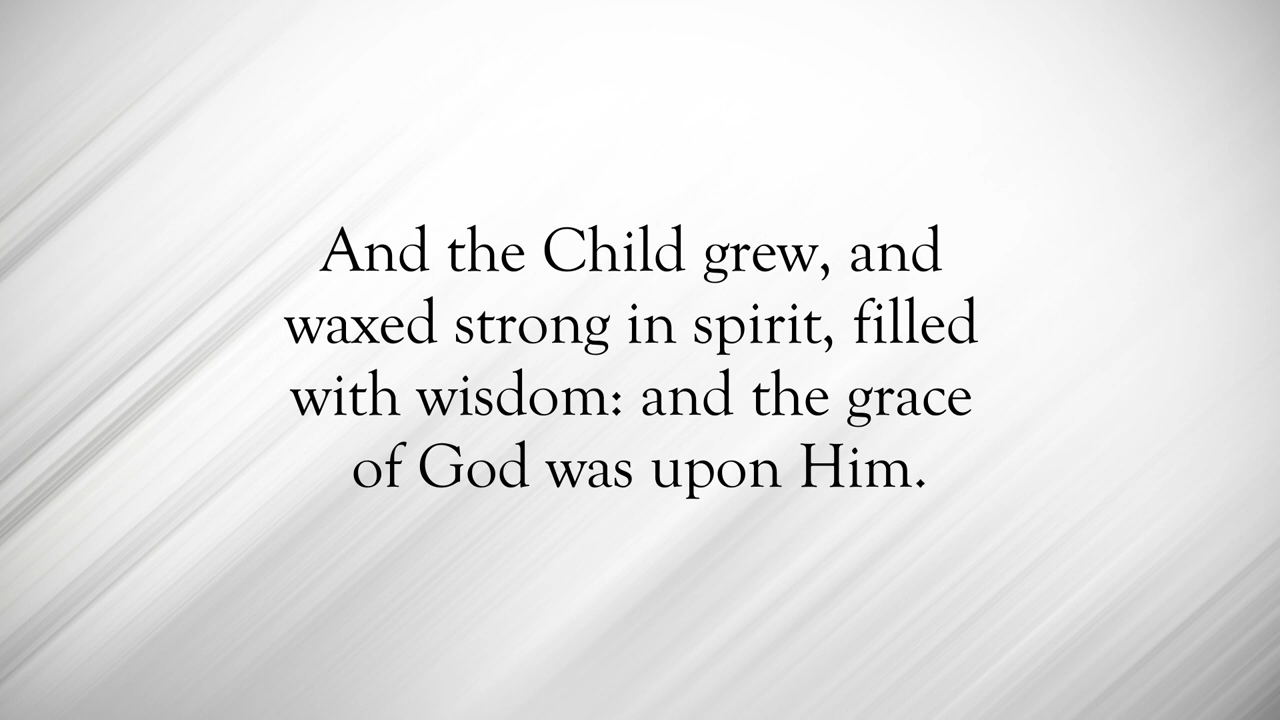 And the Child grew, and
waxed strong in spirit, filled
with wisdom: and the grace
of God was upon Him.